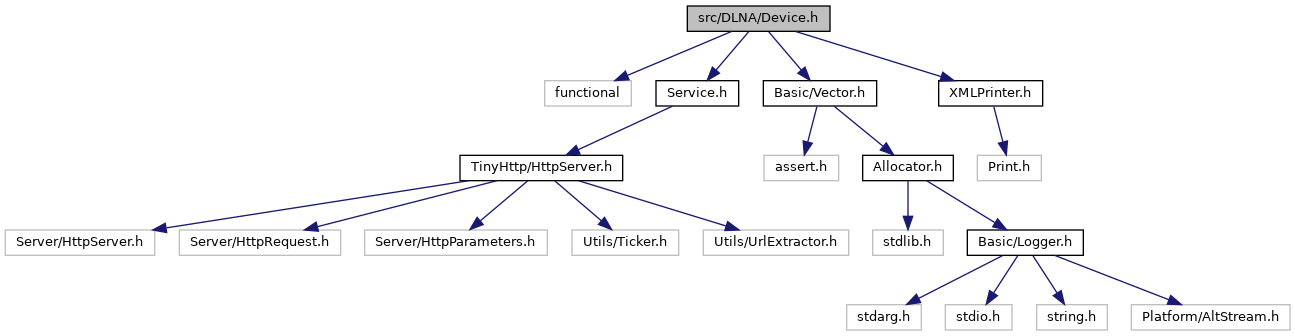 src/DLNA/Device.h
functional
Service.h
Basic/Vector.h
XMLPrinter.h
TinyHttp/HttpServer.h
assert.h
Allocator.h
Print.h
Server/HttpServer.h
Server/HttpRequest.h
Server/HttpParameters.h
Utils/Ticker.h
Utils/UrlExtractor.h
stdlib.h
Basic/Logger.h
stdarg.h
stdio.h
string.h
Platform/AltStream.h